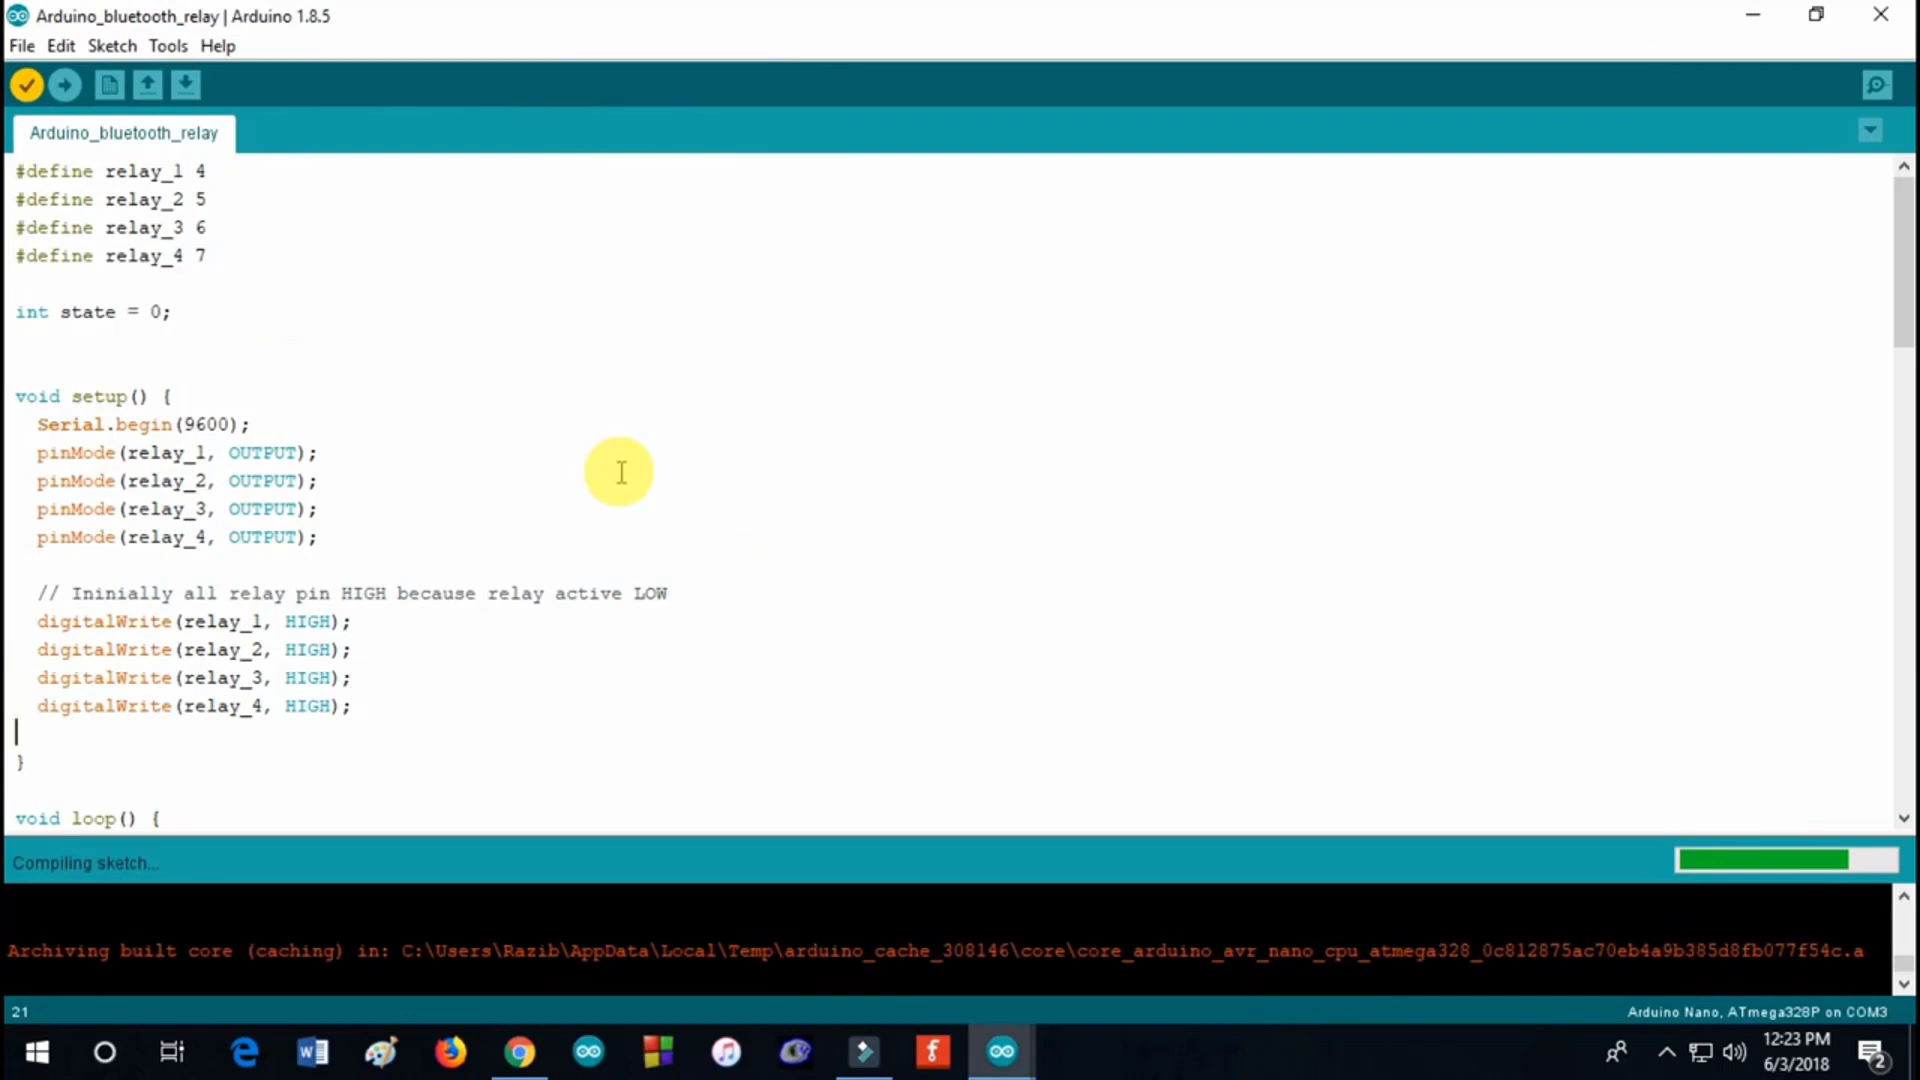 Arduino_bluetooth_relay | Arduino 1.8.5
File Edit Sketch Tools Help
Arduino_bluetooth_relay
#define relay_1 4
#define relay_2 5
#define relay_3 6
#define relay_4 7
int state = 0;
void setup() {
Serial.begin(9600);
pinMode(relay_1, OUTPUT);
pinMode(relay_2, OUTPUT);
pinMode(relay_3, OUTPUT);
pinMode(relay_4, OUTPUT);
// Ininially all relay pin HIGH because relay active LOW
digitalWrite(relay_1, HIGH);
digitalWrite(relay_2, HIGH);
digitalWrite(relay_3, HIGH);
digitalWrite(relay_4, HIGH);
}
void loop() {
Compiling sketch...
Archiving built core (caching) in: C:\Users\Razib\AppData\Local\Temp\arduino_cache_308146\core\core_arduino_avr_nano_cpu_atmega328_0c812875ac70eb4a9b385d8fb077f54c.a
21
Arduino Nano, ATmega328P on COM3
12:23 PM
6/3/2018
2